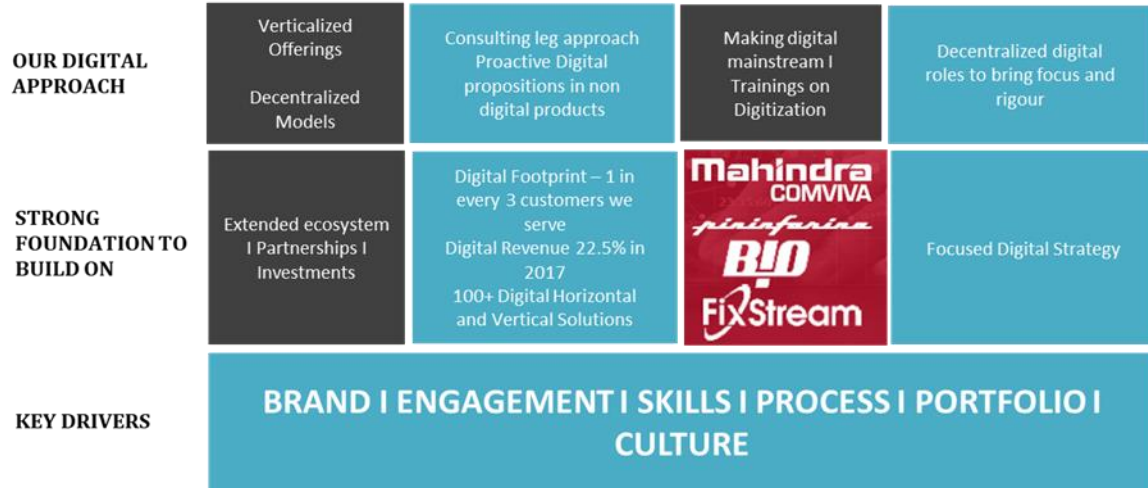 OUR DIGITAL
APPROACH
Verticalized
Offerings
Decentralized
Models
Consulting leg approach
Proactive Digital
propositions in non
digital products
Making digital
mainstream I
Trainings on
Digitization
Decentralized digital
roles to bring focus and
rigour
STRONG
FOUNDATION TO
BUILD ON
Extended ecosystem
I Partnerships I
Investments
Digital Footprint – 1 in
every 3 customers we
serve
Digital Revenue 22.5% in
2017
100+ Digital Horizontal
and Vertical Solutions
Mahindra
COMVIVA
pininfarina
BIO
FixStream
Focused Digital Strategy
KEY DRIVERS
BRAND I ENGAGEMENT I SKILLS I PROCESS I PORTFOLIO I
CULTURE